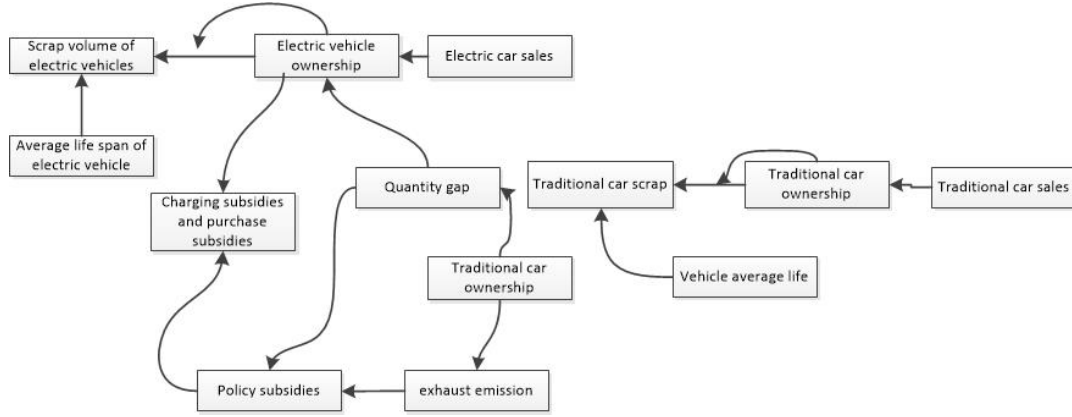 Scrap volume of
electric vehicles
Electric vehicle
ownership
Electric car sales
Average life span of
electric vehicle
Charging subsidies
and purchase
subsidies
Quantity gap
Traditional car scrap
Traditional car
ownership
Traditional car sales
Traditional car
ownership
Vehicle average life
Policy subsidies
exhaust emission